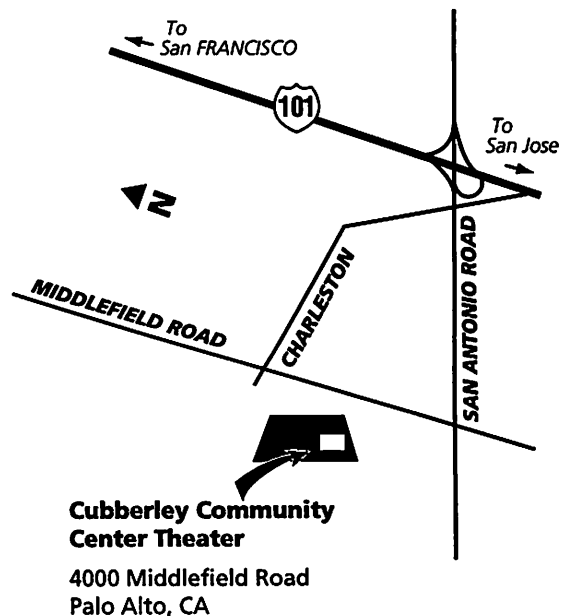 To
San FRANCISCO
101
To
San Jose
N
MIDDLEFIELD ROAD
CHARLESTON
SAN ANTONIO ROAD
Cubberley Community
Center Theater
4000 Middlefield Road
Palo Alto, CA